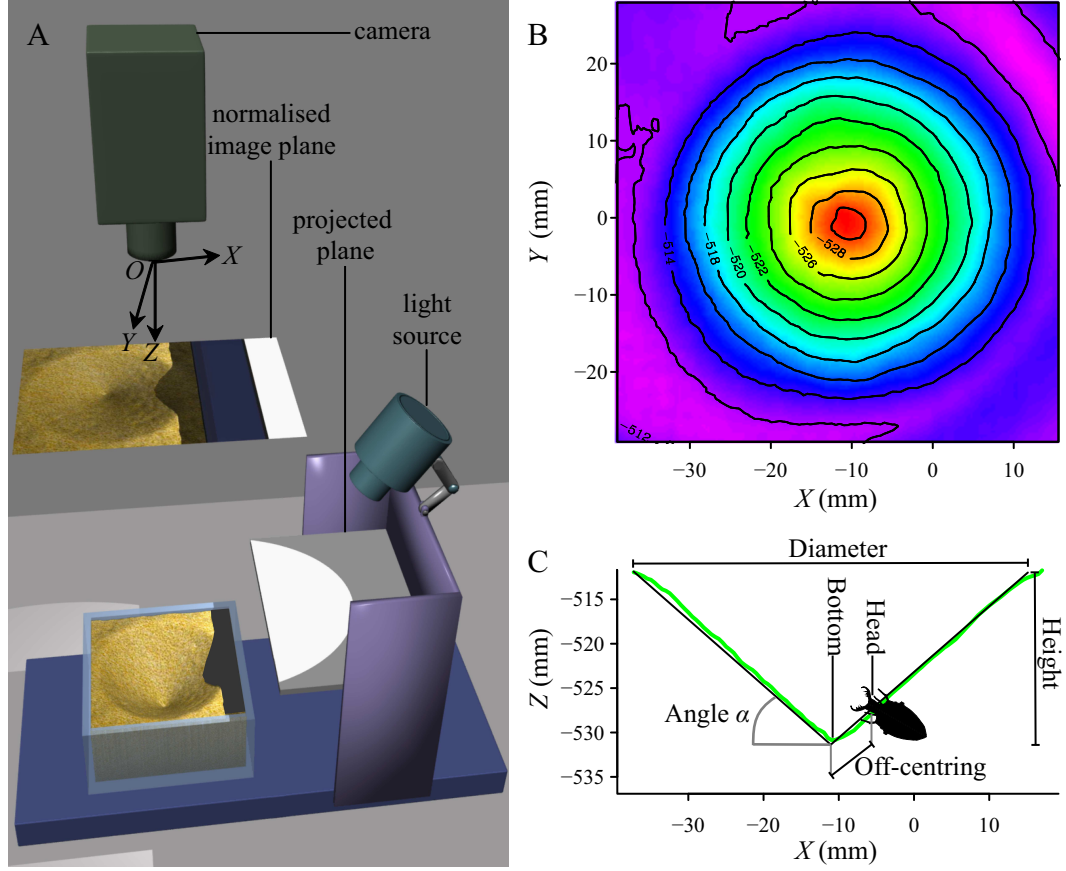 A
camera
normalised
image plane
projected
plane
light
source
O
X
Y
Z
B
Y (mm)
20
10
0
−10
−20
−514
−518
−520
−522
−526
−528
−512
−30
−20
−10
0
10
X (mm)
C
Diameter
Z (mm)
−515
−520
−525
−530
−535
Bottom
Head
Height
Angle α
Off-centring
−30
−20
−10
0
10
X (mm)